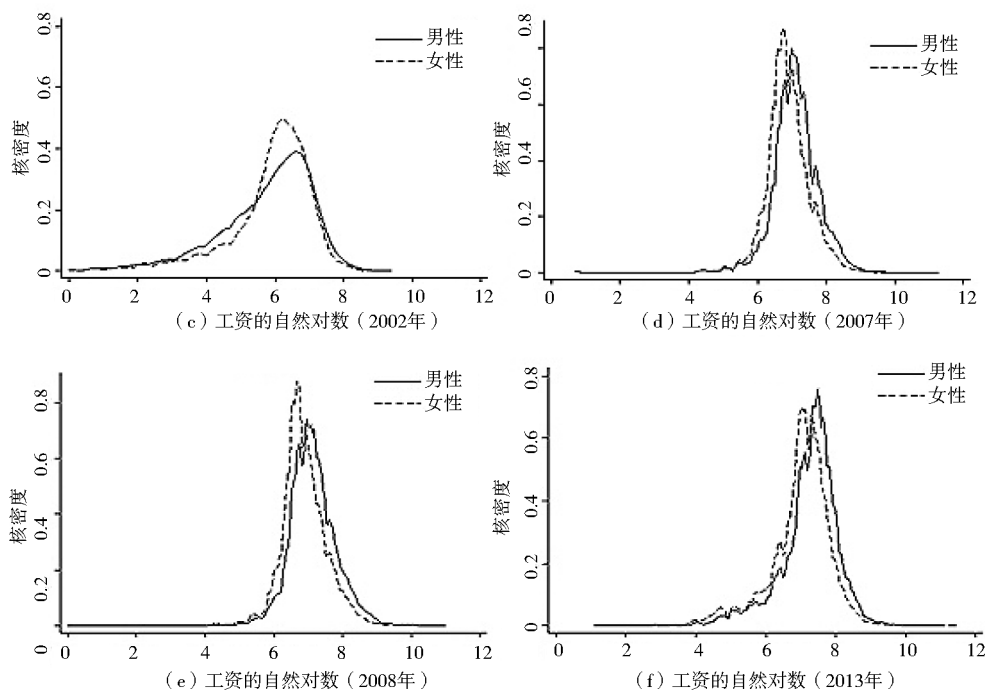 0.8
0.6
0.4
0.2
0
核密度
男性
女性
0 2 4 6 8 10 12
（c）工资的自然对数（2002年）
0.8
0.6
0.4
0.2
0
核密度
男性
女性
0 2 4 6 8 10 12
（d）工资的自然对数（2007年）
0.8
0.6
0.4
0.2
0
核密度
男性
女性
0 2 4 6 8 10 12
（e）工资的自然对数（2008年）
0.8
0.6
0.4
0.2
0
核密度
男性
女性
0 2 4 6 8 10 12
（f）工资的自然对数（2013年）